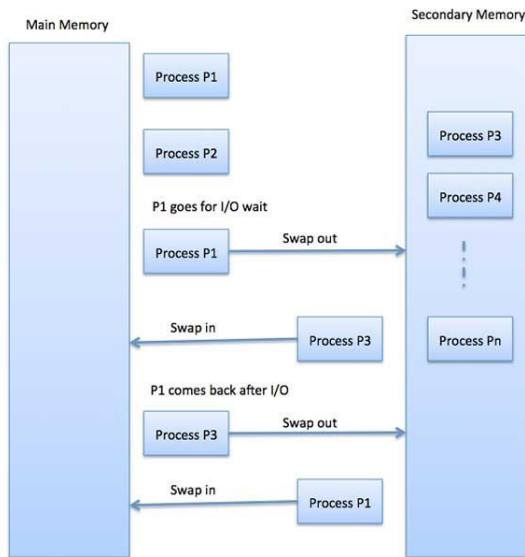 Main Memory
Secondary Memory
Process P1
Process P3
Process P2
Process P4
P1 goes for I/O wait
Process P1
Swap out
Swap in
Process P3
Process Pn
P1 comes back after I/O
Process P3
Swap out
Swap in
Process P1